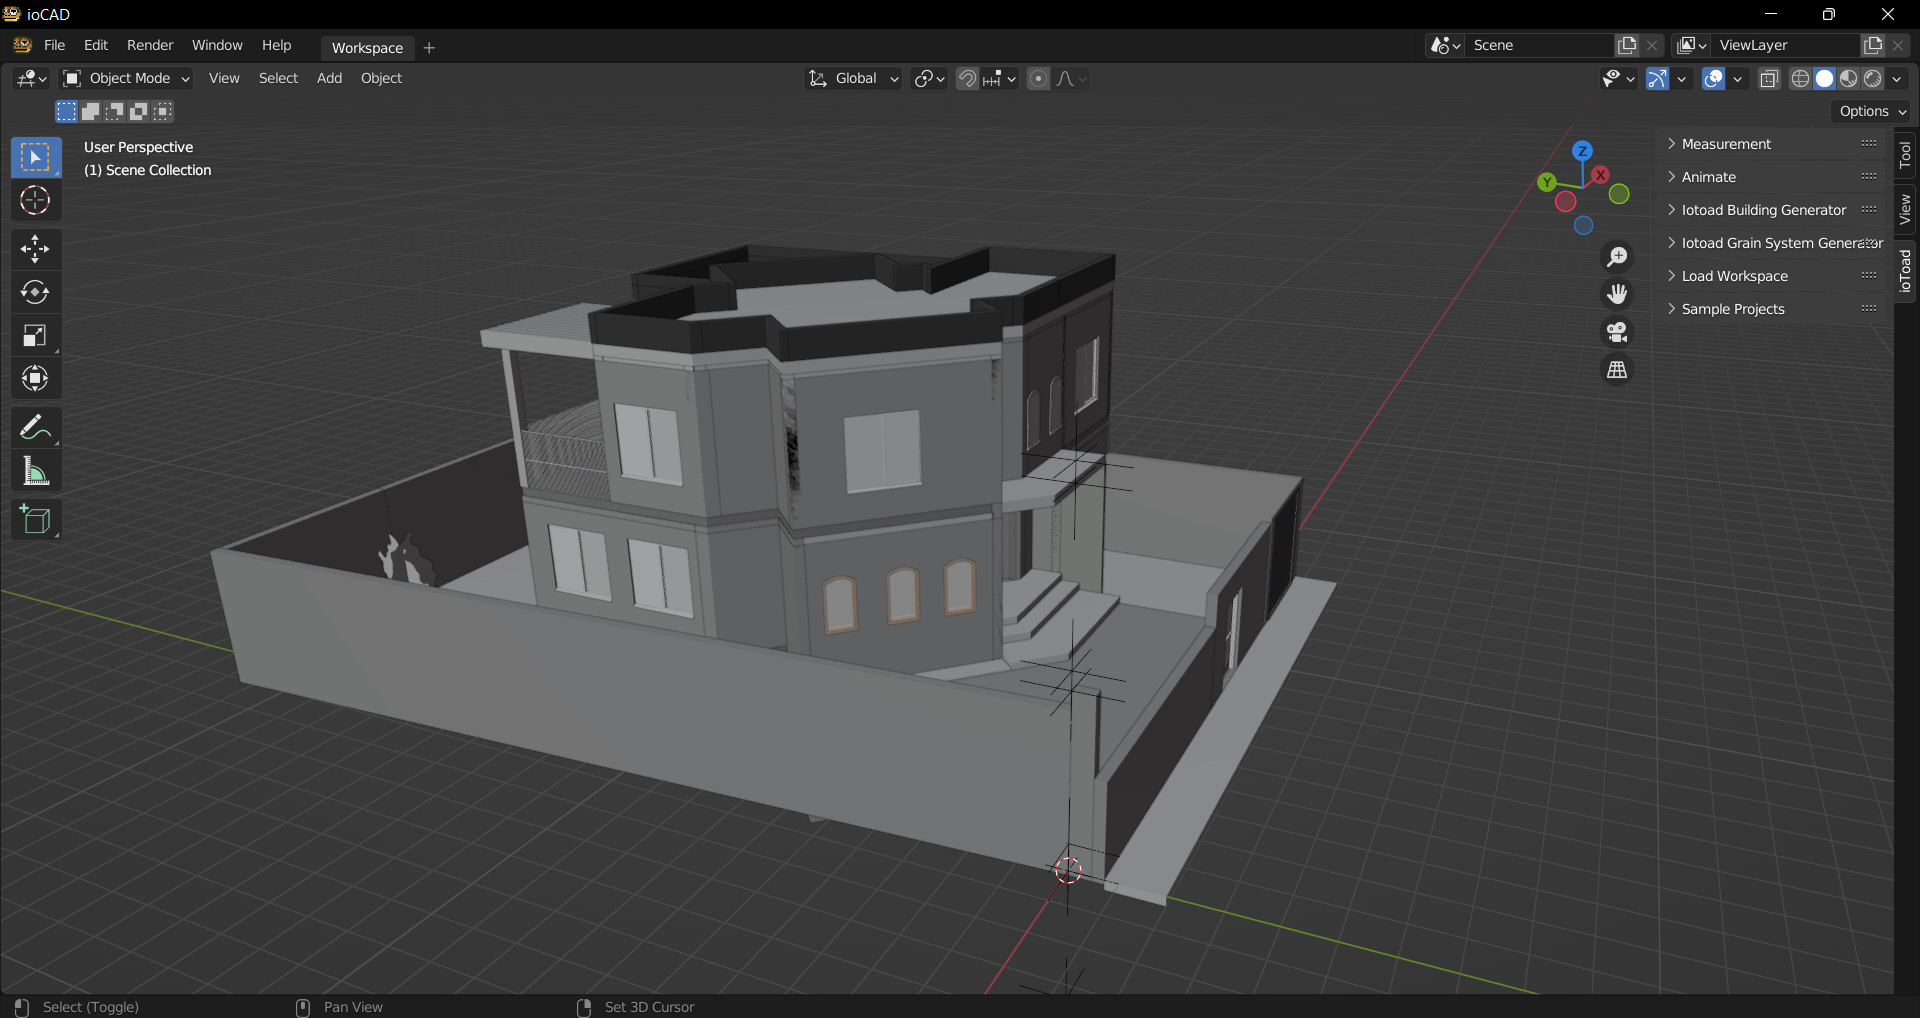 ioCAD
File Edit Render Window Help Workspace Scene ViewLayer
Object Mode View Select Add Object Global
Options
User Perspective
(1) Scene Collection
Z
Y
X
Measurement
Animate
Iotoad Building Generator
Iotoad Grain System Generator
Load Workspace
Sample Projects
Tool
View
ioToad
Select (Toggle) Pan View Set 3D Cursor